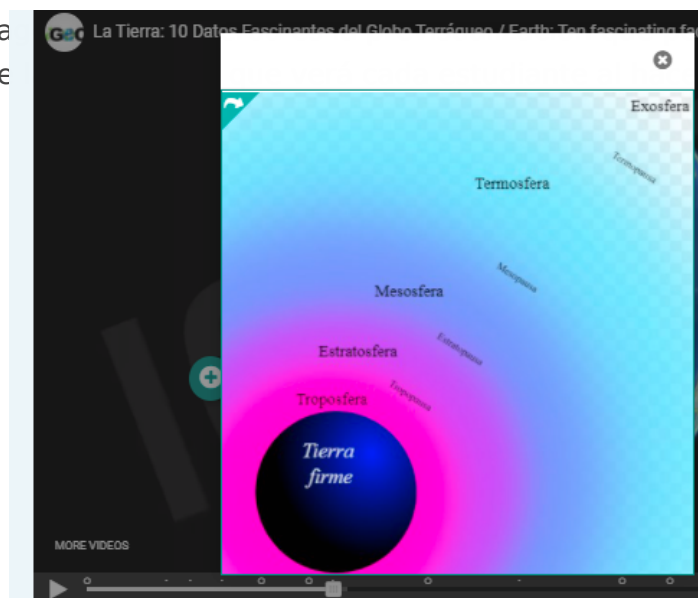 Geo La Tierra: 10 Datos Fascinantes del Globo Terráqueo / Earth: Ten fascinating fac
Exosfera
Termopausa
Termosfera
Mesopausa
Mesosfera
Estratopausa
Estratosfera
Tropopausa
Troposfera
Tierra
firme
MORE VIDEOS